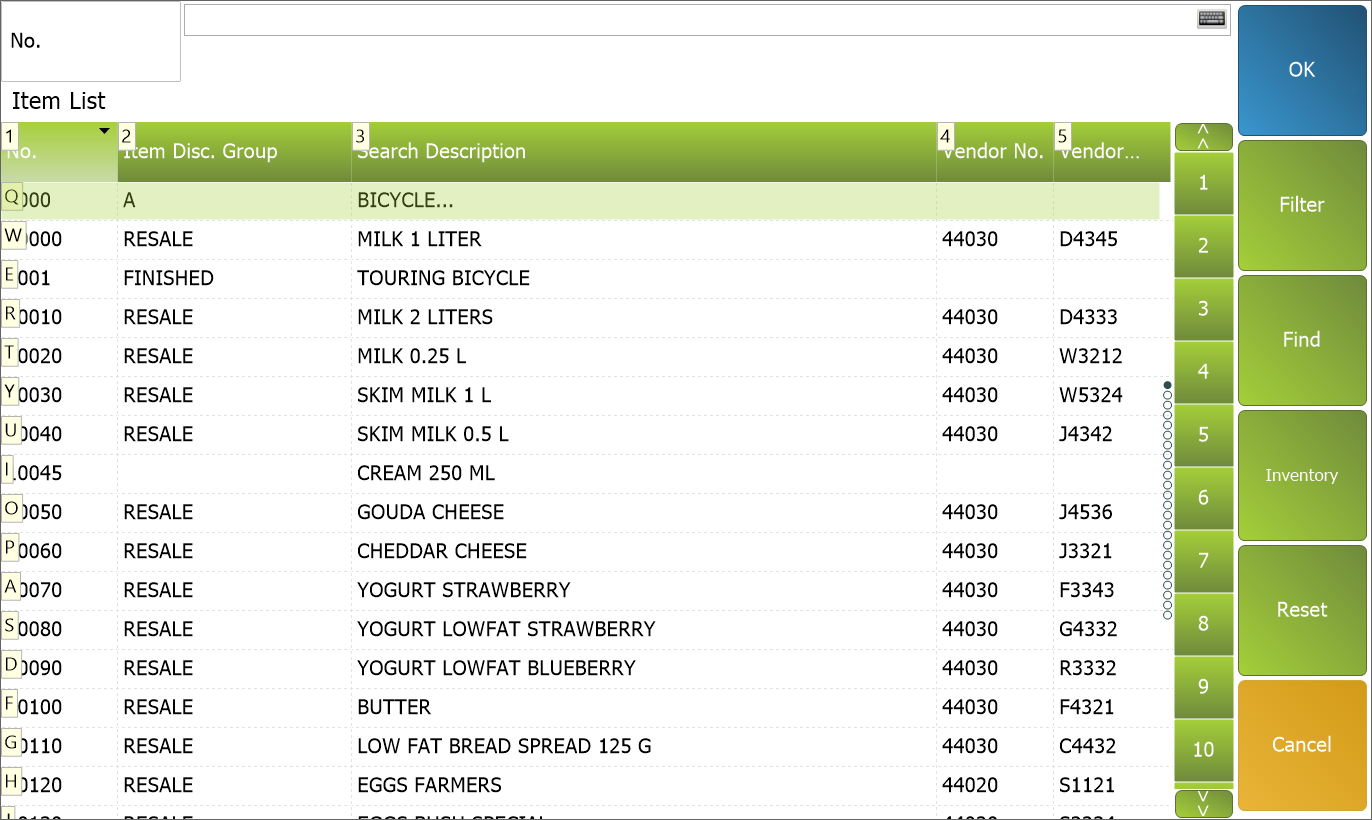 No.
Item List
1 No. 2 Item Disc. Group 3 Search Description 4 Vendor No. 5 Vendor...
Q 000 A BICYCLE...
W 0000 RESALE MILK 1 LITER 44030 D4345
E 001 FINISHED TOURING BICYCLE
R 0010 RESALE MILK 2 LITERS 44030 D4333
T 0020 RESALE MILK 0.25 L 44030 W3212
Y 0030 RESALE SKIM MILK 1 L 44030 W5324
U 0040 RESALE SKIM MILK 0.5 L 44030 J4342
I 0045 CREAM 250 ML
O 0050 RESALE GOUDA CHEESE 44030 J4536
P 0060 RESALE CHEDDAR CHEESE 44030 J3321
A 0070 RESALE YOGURT STRAWBERRY 44030 F3343
S 0080 RESALE YOGURT LOWFAT STRAWBERRY 44030 G4332
D 0090 RESALE YOGURT LOWFAT BLUEBERRY 44030 R3332
F 0100 RESALE BUTTER 44030 F4321
G 0110 RESALE LOW FAT BREAD SPREAD 125 G 44030 C4432
H 0120 RESALE EGGS FARMERS 44020 S1121
1
2
3
4
5
6
7
8
9
10
OK
Filter
Find
Inventory
Reset
Cancel